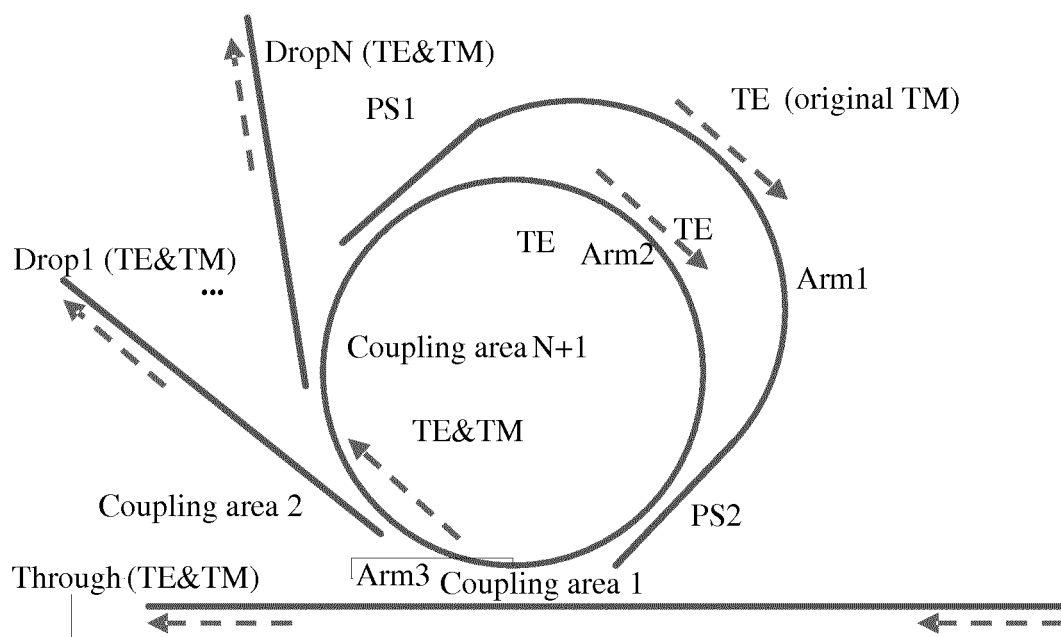 DropN (TE&TM)
PS1
TE (original TM)
TE
TE
Arm2
Drop1 (TE&TM)
...
Arm1
Coupling area N+1
TE&TM
Coupling area 2
PS2
Through (TE&TM)
Arm3
Coupling area 1